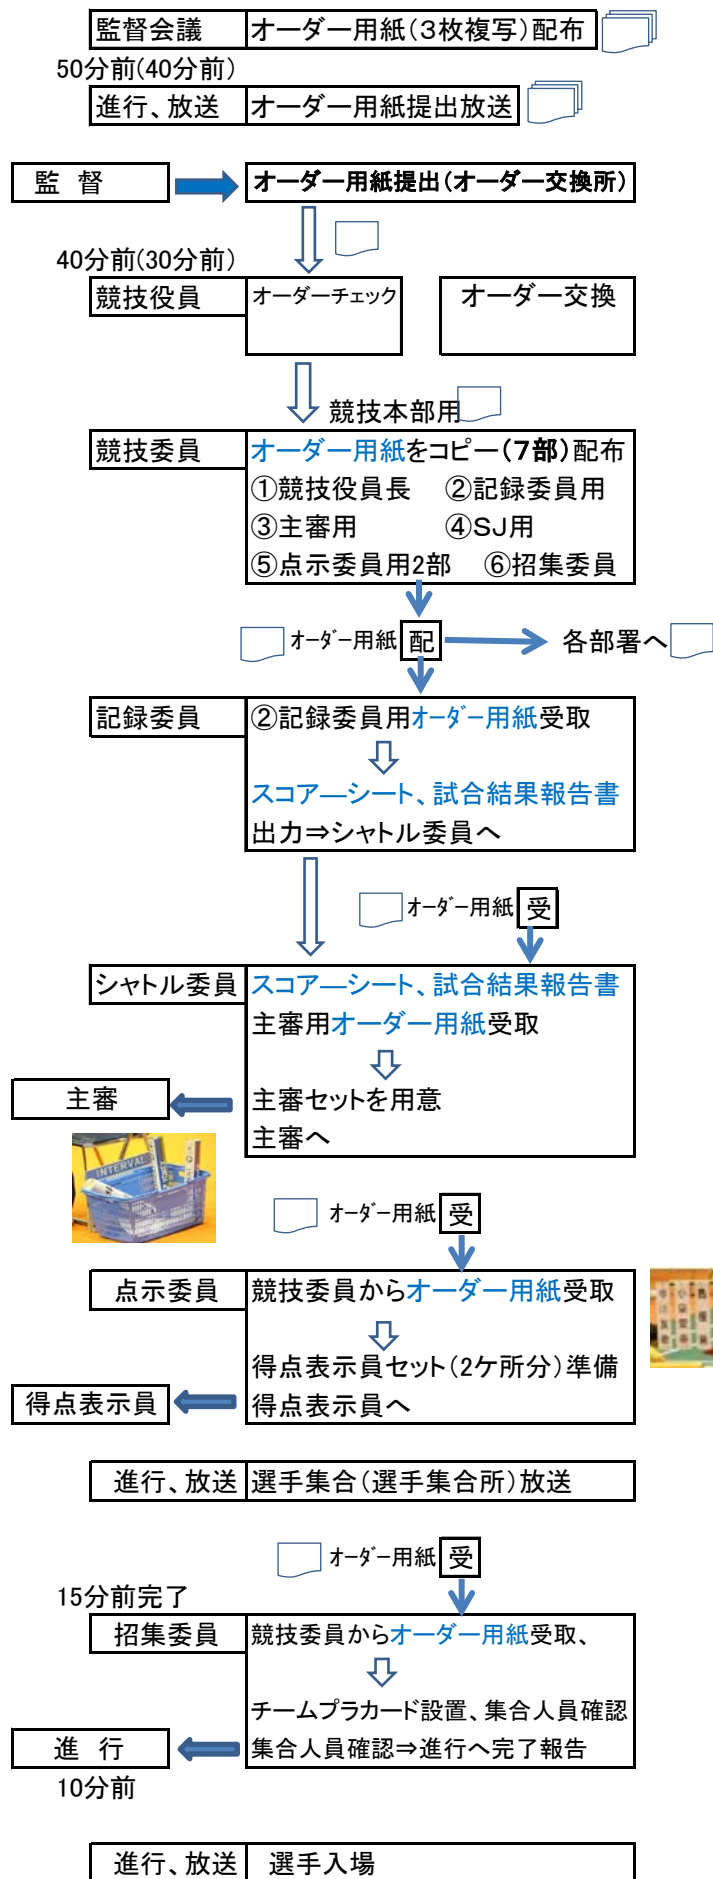 監督会議 オーダー用紙(3枚複写)配布
50分前(40分前)
進行、放送 オーダー用紙提出放送
監 督 オーダー用紙提出(オーダー交換所)
40分前(30分前)
競技役員 オーダーチェック オーダー交換
競技本部用
競技委員 オーダー用紙をコピー(7部)配布
①競技役員長 ②記録委員用
③主審用 ④SJ用
⑤点示委員用2部 ⑥招集委員
オーダー用紙 配 各部署へ
記録委員 ②記録委員用オーダー用紙受取
スコア―シート、試合結果報告書
出力⇒シャトル委員へ
オーダー用紙 受
シャトル委員 スコア―シート、試合結果報告書
主審用オーダー用紙受取
主審 主審セットを用意
主審へ
INTERVAL
オーダー用紙 受
点示委員 競技委員からオーダー用紙受取
得点表示員セット(2ケ所分)準備
得点表示員 得点表示員へ
進行、放送 選手集合(選手集合所)放送
オーダー用紙 受
15分前完了
招集委員 競技委員からオーダー用紙受取、
チームプラカード設置、集合人員確認
進 行 集合人員確認⇒進行へ完了報告
10分前
進行、放送 選手入場